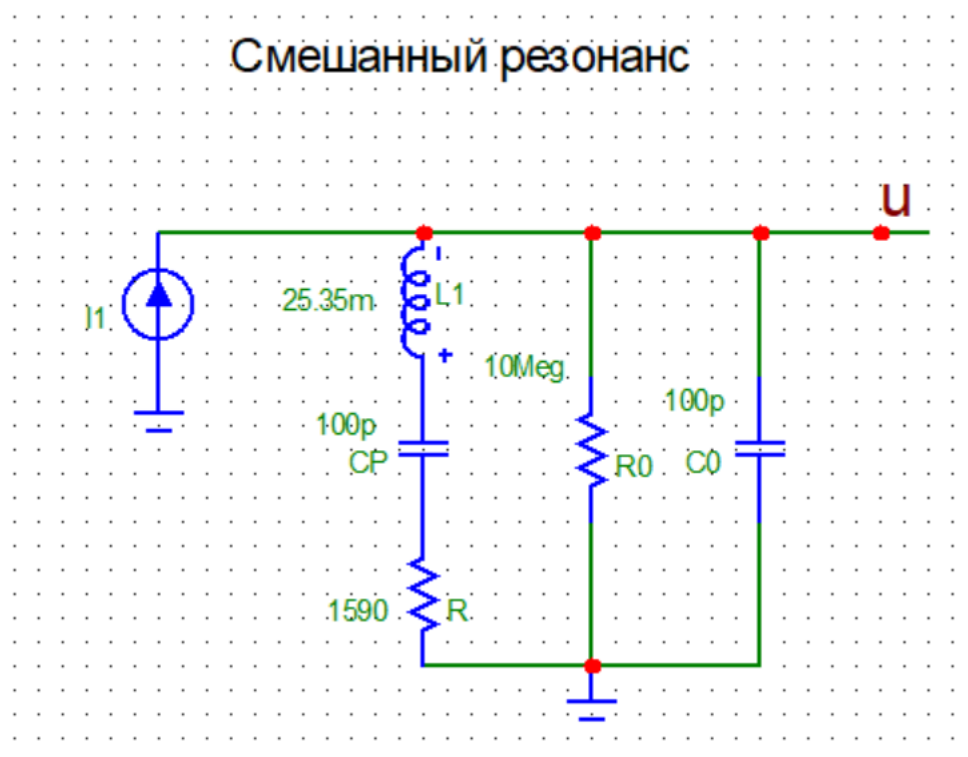 Смешанный резонанс
u
25.35m
L1
I1
10Meg
100p
100p
CP
R0
C0
1590
R